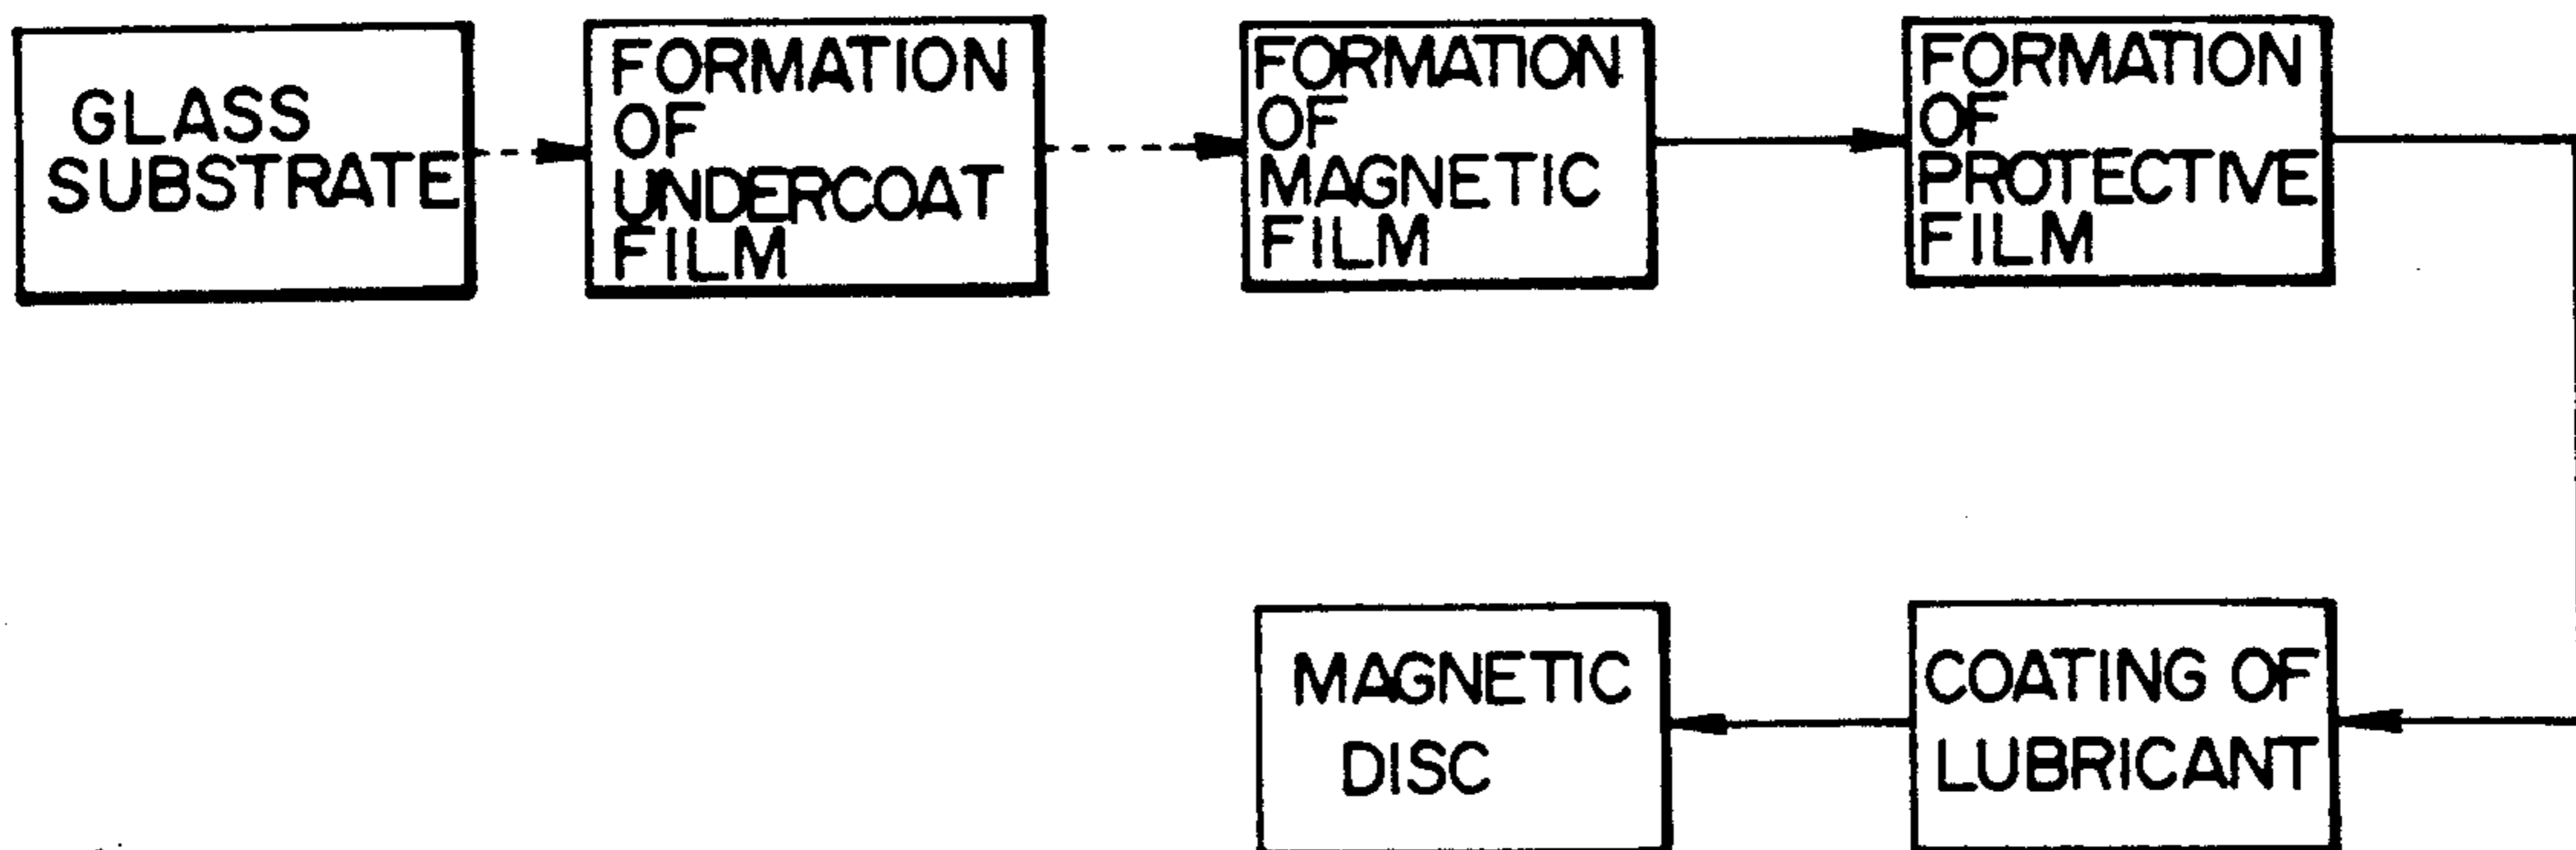 GLASS
SUBSTRATE
FORMATION
OF
UNDERCOAT
FILM
FORMATION
OF
MAGNETIC
FILM
FORMATION
OF
PROTECTIVE
FILM
COATING OF
LUBRICANT
MAGNETIC
DISC